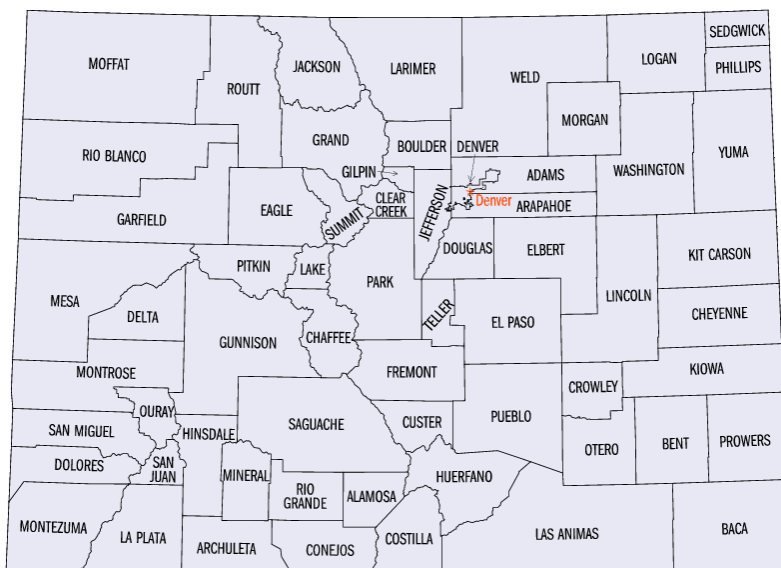 SEDGWICK
LOGAN
MOFFAT
JACKSON
LARIMER
PHILLIPS
WELD
ROUTT
MORGAN
GRAND
BOULDER
DENVER
YUMA
RIO BLANCO
GILPIN
ADAMS
WASHINGTON
CLEAR
CREEK
Denver
ARAPAHOE
EAGLE
SUMMIT
JEFFERSON
GARFIELD
DOUGLAS
ELBERT
KIT CARSON
PITKIN
LAKE
PARK
MESA
LINCOLN
DELTA
TELLER
EL PASO
CHEYENNE
GUNNISON
CHAFFEE
MONTROSE
FREMONT
KIOWA
CROWLEY
OURAY
SAGUACHE
CUSTER
PUEBLO
SAN MIGUEL
HINSDALE
OTERO
BENT
PROWERS
DOLORES
SAN
JUAN
MINERAL
HUERFANO
RIO
GRANDE
ALAMOSA
MONTEZUMA
LA PLATA
ARCHULETA
CONEJOS
COSTILLA
LAS ANIMAS
BACA